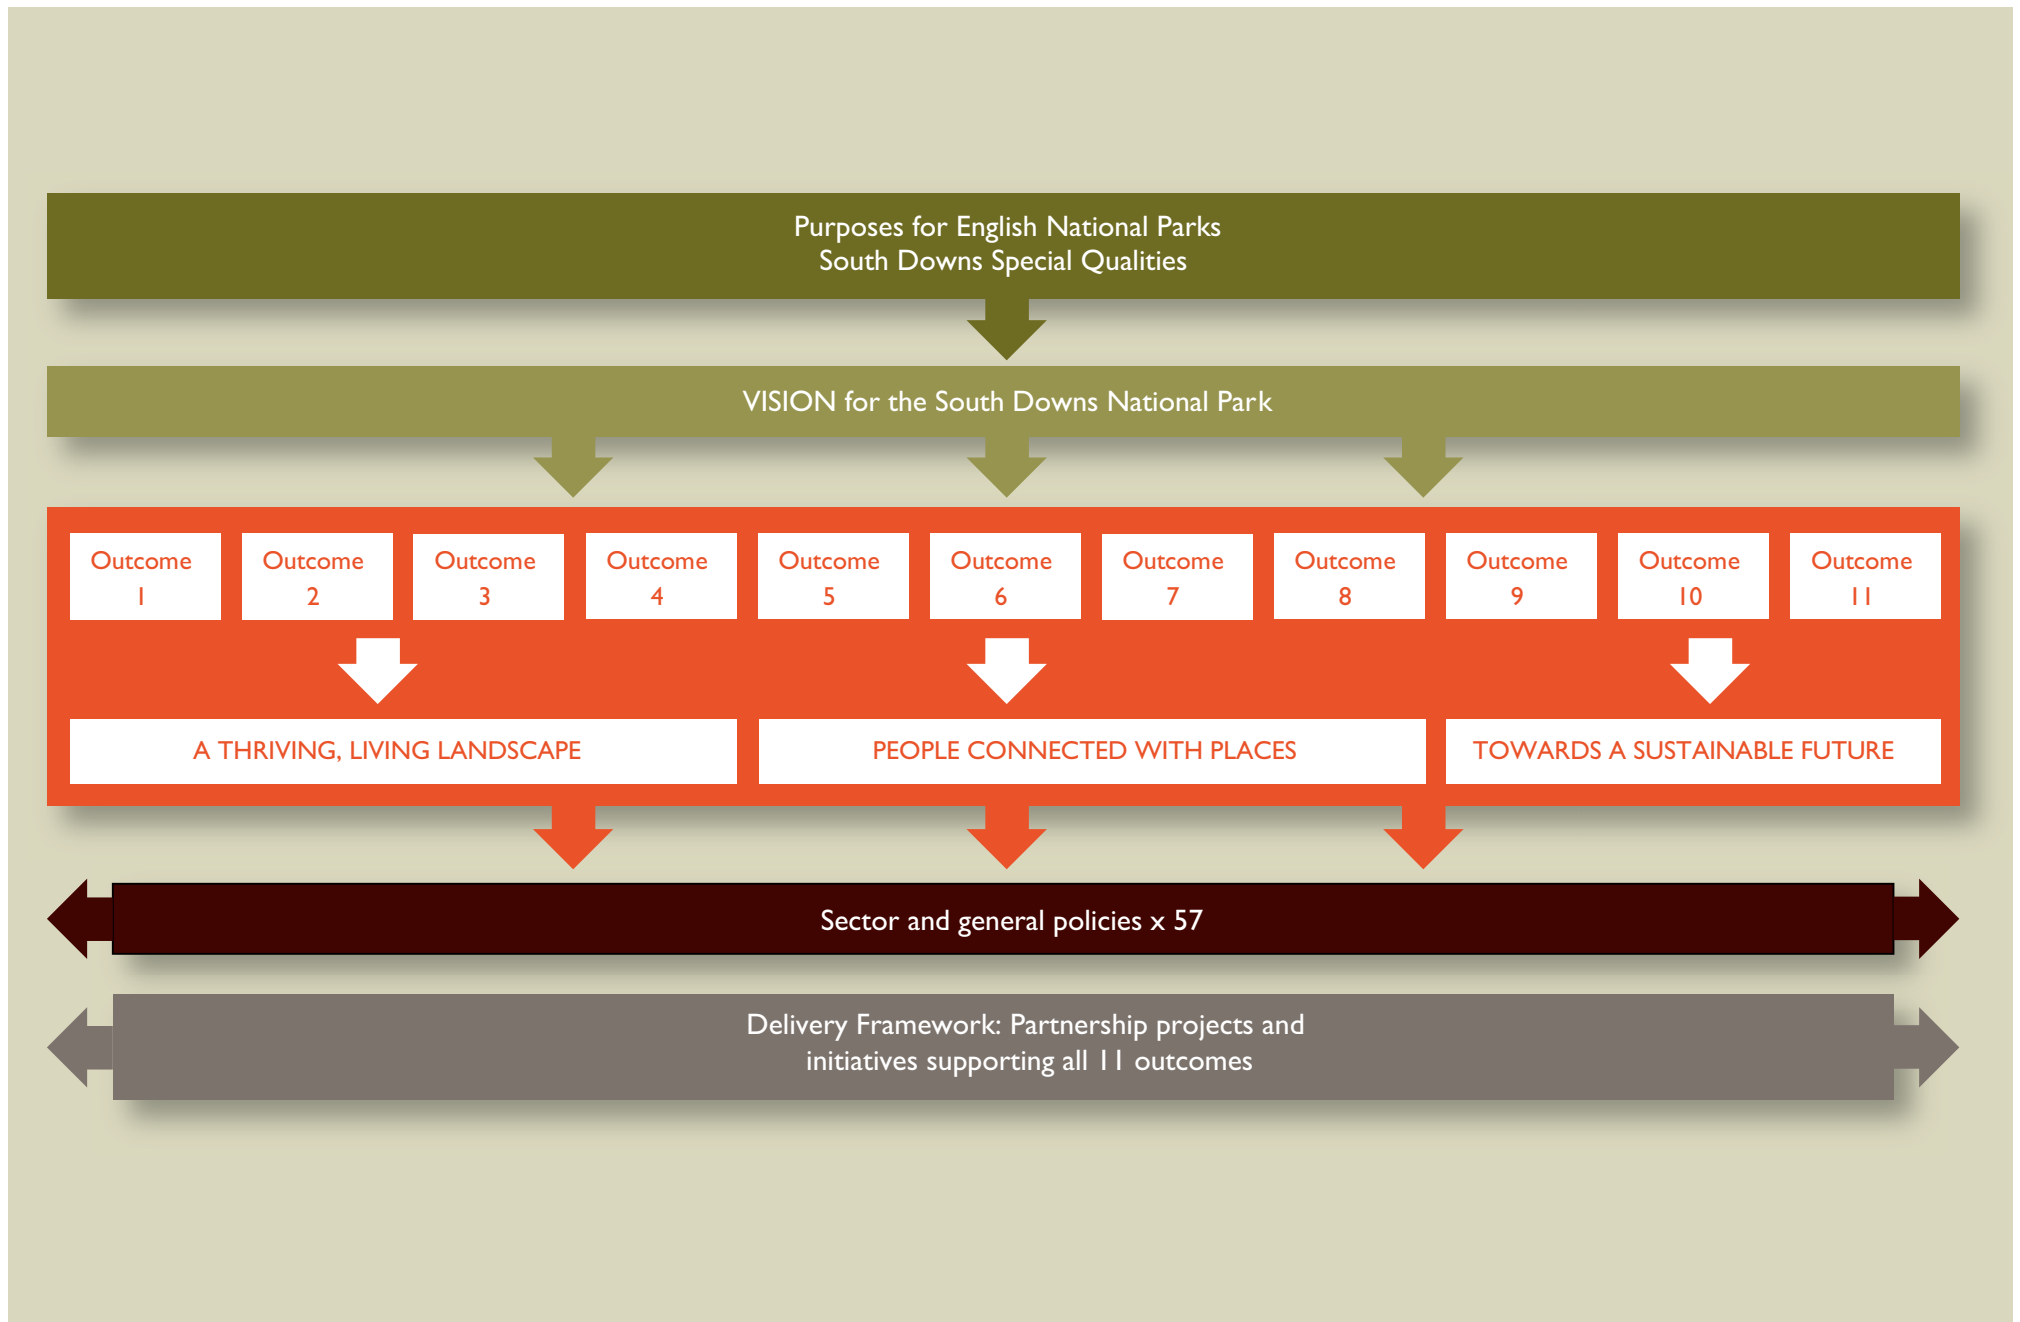 Purposes for English National Parks
South Downs Special Qualities
VISION for the South Downs National Park
Outcome
1
Outcome
2
Outcome
3
Outcome
4
Outcome
5
Outcome
6
Outcome
7
Outcome
8
Outcome
9
Outcome
10
Outcome
11
A THRIVING, LIVING LANDSCAPE
PEOPLE CONNECTED WITH PLACES
TOWARDS A SUSTAINABLE FUTURE
Sector and general policies x 57
Delivery Framework: Partnership projects and
initiatives supporting all 11 outcomes